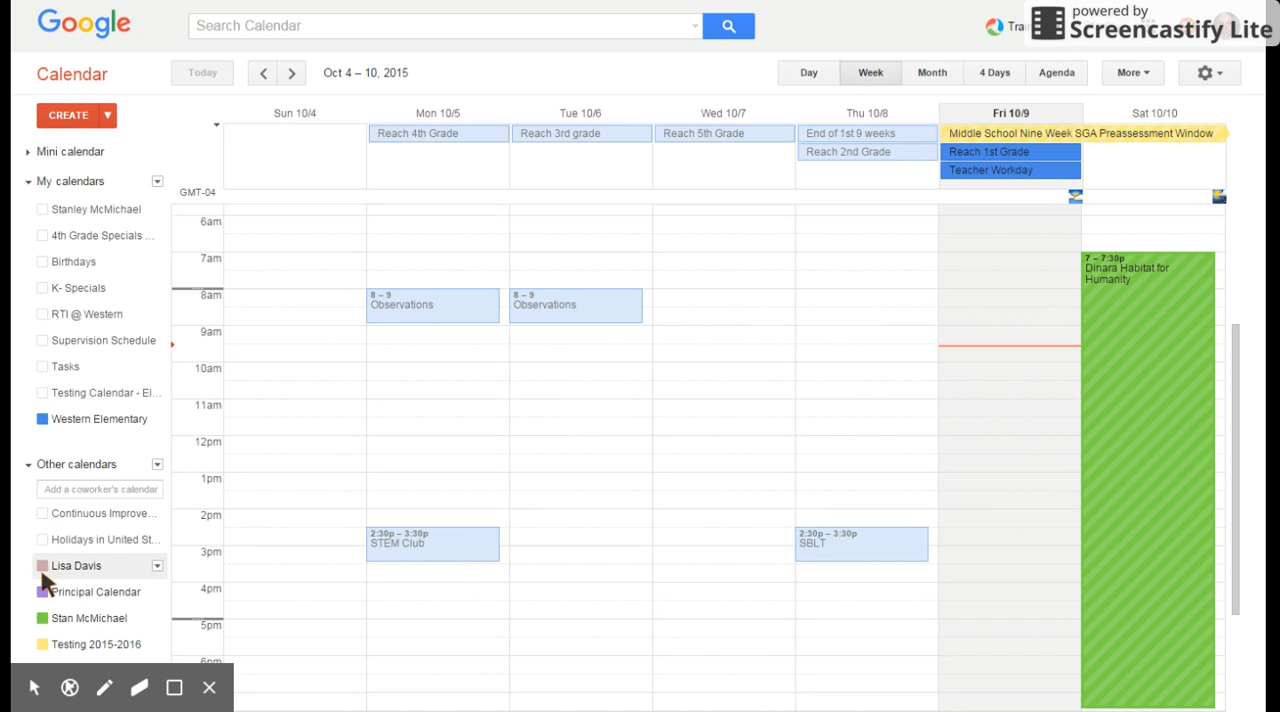 Google
Search Calendar
Trai
powered by
Screencastify Lite
Calendar
Today
Oct 4 – 10, 2015
Day
Week
Month
4 Days
Agenda
More
CREATE
Mini calendar
My calendars
Stanley McMichael
4th Grade Specials ...
Birthdays
K- Specials
RTI @ Western
Supervision Schedule
Tasks
Testing Calendar - El...
Western Elementary
Other calendars
Add a coworker's calendar
Continuous Improve...
Holidays in United St...
Lisa Davis
Principal Calendar
Stan McMichael
Testing 2015-2016
Sun 10/4
Mon 10/5
Tue 10/6
Wed 10/7
Thu 10/8
Fri 10/9
Sat 10/10
Reach 4th Grade
Reach 3rd grade
Reach 5th Grade
End of 1st 9 weeks
Middle School Nine Week SGA Preassessment Window
Reach 2nd Grade
Reach 1st Grade
Teacher Workday
GMT-04
6am
7am
8am
9am
10am
11am
12pm
1pm
2pm
3pm
4pm
5pm
6pm
8 – 9
Observations
8 – 9
Observations
2:30p – 3:30p
STEM Club
2:30p – 3:30p
SBLT
7 – 7:30p
Dinara Habitat for
Humanity